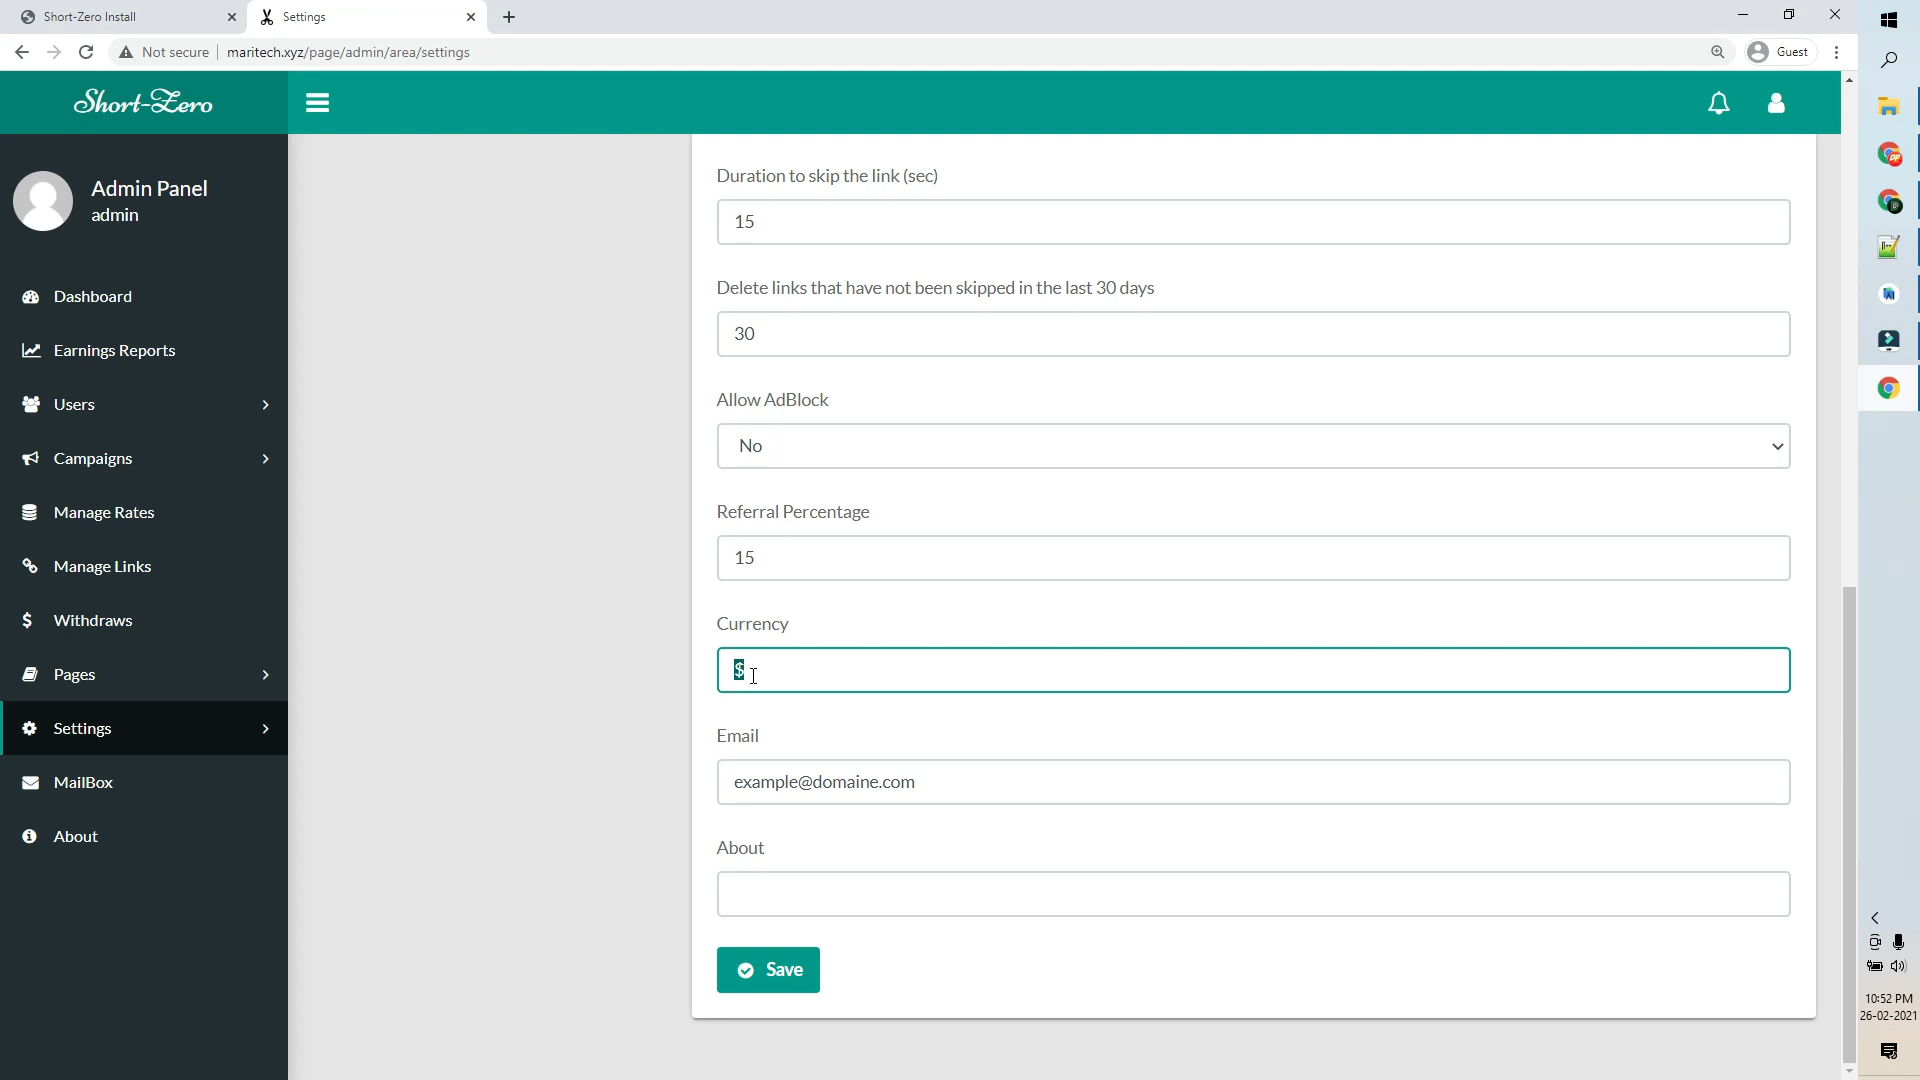 Short-Zero Install
Settings
Not secure
maritech.xyz/page/admin/area/settings
Guest
Short-Zero
Admin Panel
admin
Dashboard
Earnings Reports
Users
Campaigns
Manage Rates
Manage Links
Withdraws
Pages
Settings
MailBox
About
Duration to skip the link (sec)
15
Delete links that have not been skipped in the last 30 days
30
Allow AdBlock
No
Referral Percentage
15
Currency
$
Email
example@domaine.com
About
Save
10:52 PM
26-02-2021